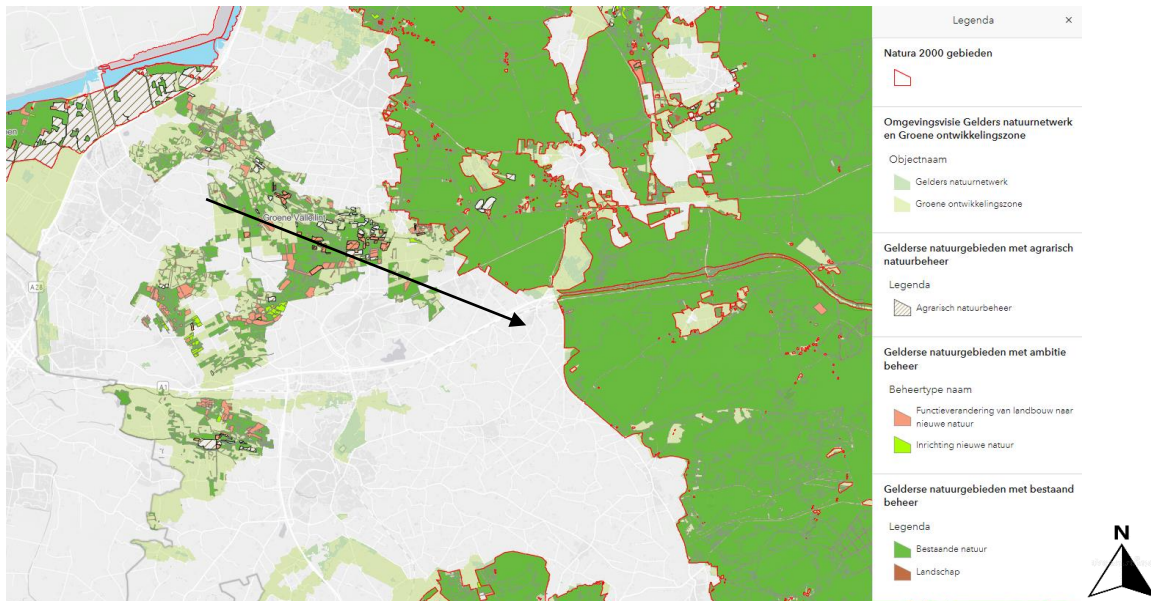 en
Groene Vallei
A28
A1
Legenda ×
Natura 2000 gebieden
Omgevingsvisie Gelders natuurnetwerk
en Groene ontwikkelingszone
Objectnaam
Gelders natuurnetwerk
Groene ontwikkelingszone
Gelderse natuurgebieden met agrarisch
natuurbeheer
Legenda
Agrarisch natuurbeheer
Gelderse natuurgebieden met ambitie
beheer
Beheertype naam
Functieverandering van landbouw naar
nieuwe natuur
Inrichting nieuwe natuur
Gelderse natuurgebieden met bestaand
beheer
Legenda
Bestaande natuur
Landschap
N